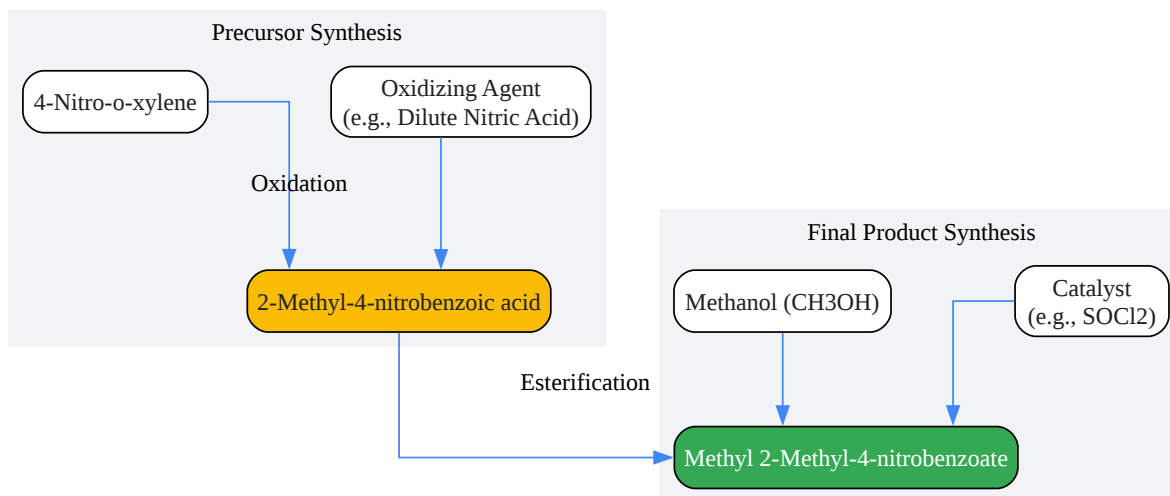 Precursor Synthesis
4-Nitro-o-xylene
Oxidizing Agent
(e.g., Dilute Nitric Acid)
Oxidation
2-Methyl-4-nitrobenzoic acid
Esterification
Final Product Synthesis
Methanol (CH3OH)
Catalyst
(e.g., SOCl2)
Methyl 2-Methyl-4-nitrobenzoate